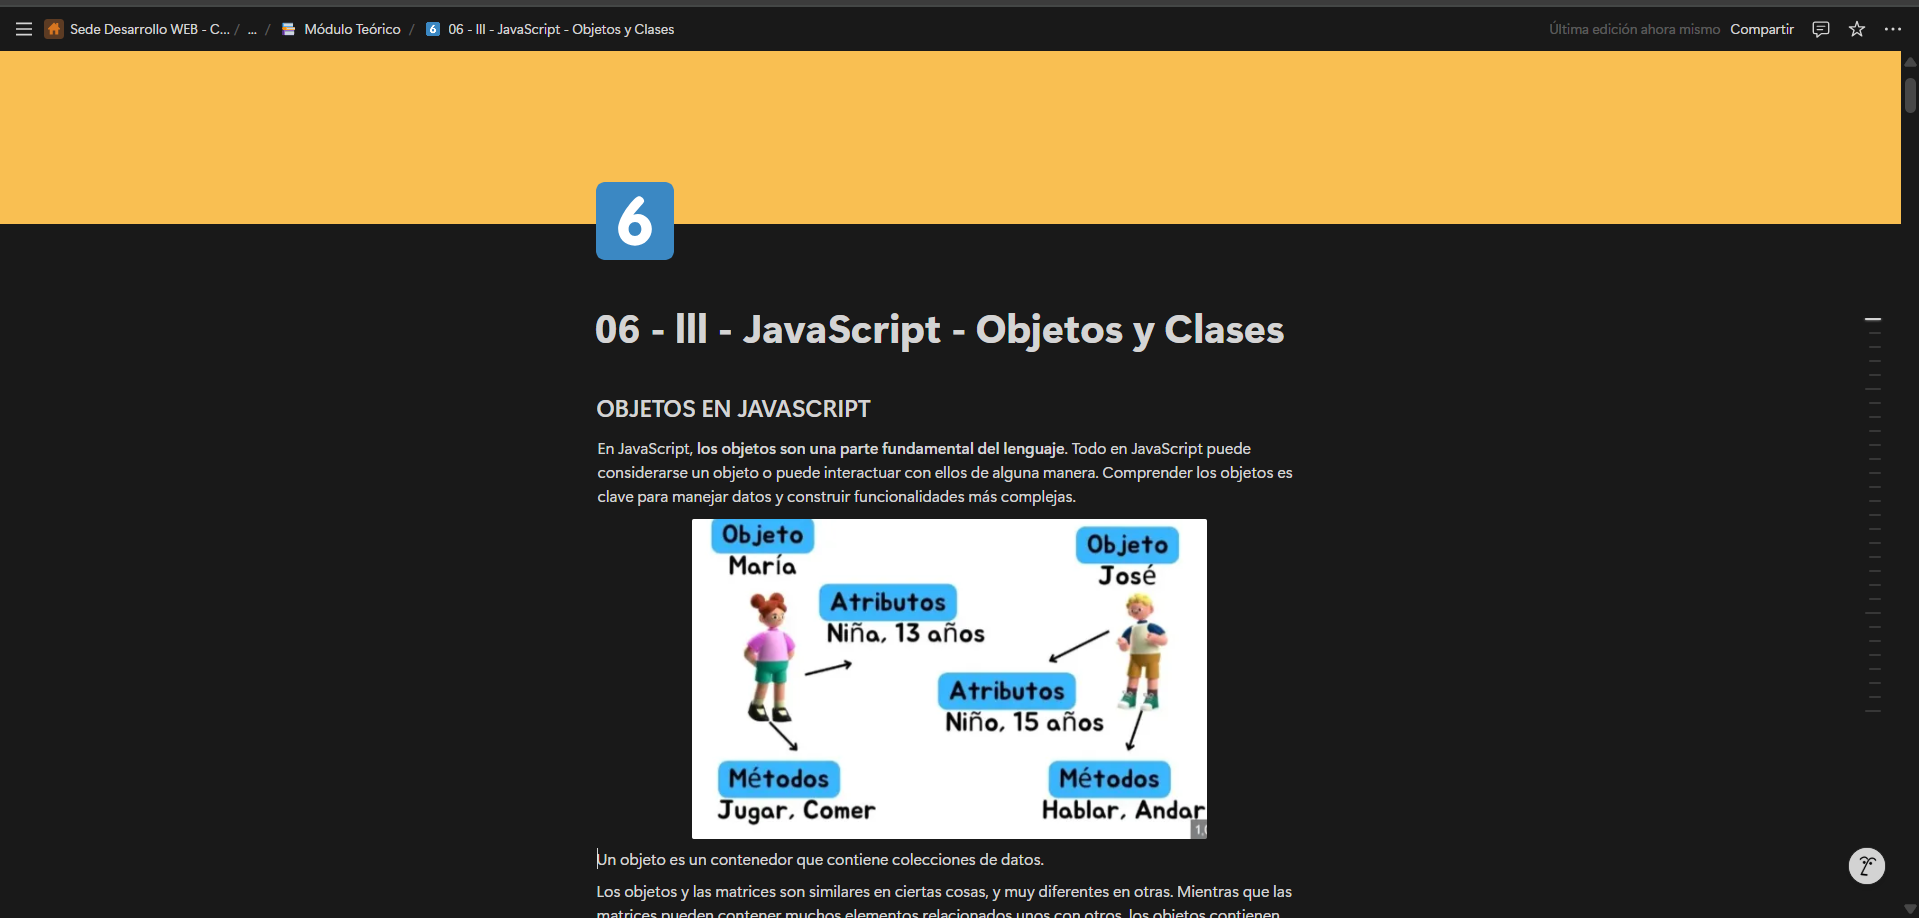 Sede Desarrollo WEB - C... / ... / Módulo Teórico / 6 06 - lll - JavaScript - Objetos y Clases
Última edición ahora mismo Compartir
6
06 - lll - JavaScript - Objetos y Clases
OBJETOS EN JAVASCRIPT
En JavaScript, los objetos son una parte fundamental del lenguaje. Todo en JavaScript puede
considerarse un objeto o puede interactuar con ellos de alguna manera. Comprender los objetos es
clave para manejar datos y construir funcionalidades más complejas.
Objeto
María
Atributos
Niña, 13 años
Métodos
Jugar, Comer
Objeto
José
Atributos
Niño, 15 años
Métodos
Hablar, Andar
Un objeto es un contenedor que contiene colecciones de datos.
Los objetos y las matrices son similares en ciertas cosas, y muy diferentes en otras. Mientras que las
matrices pueden contener muchos elementos relacionados unos con otros, los objetos contienen